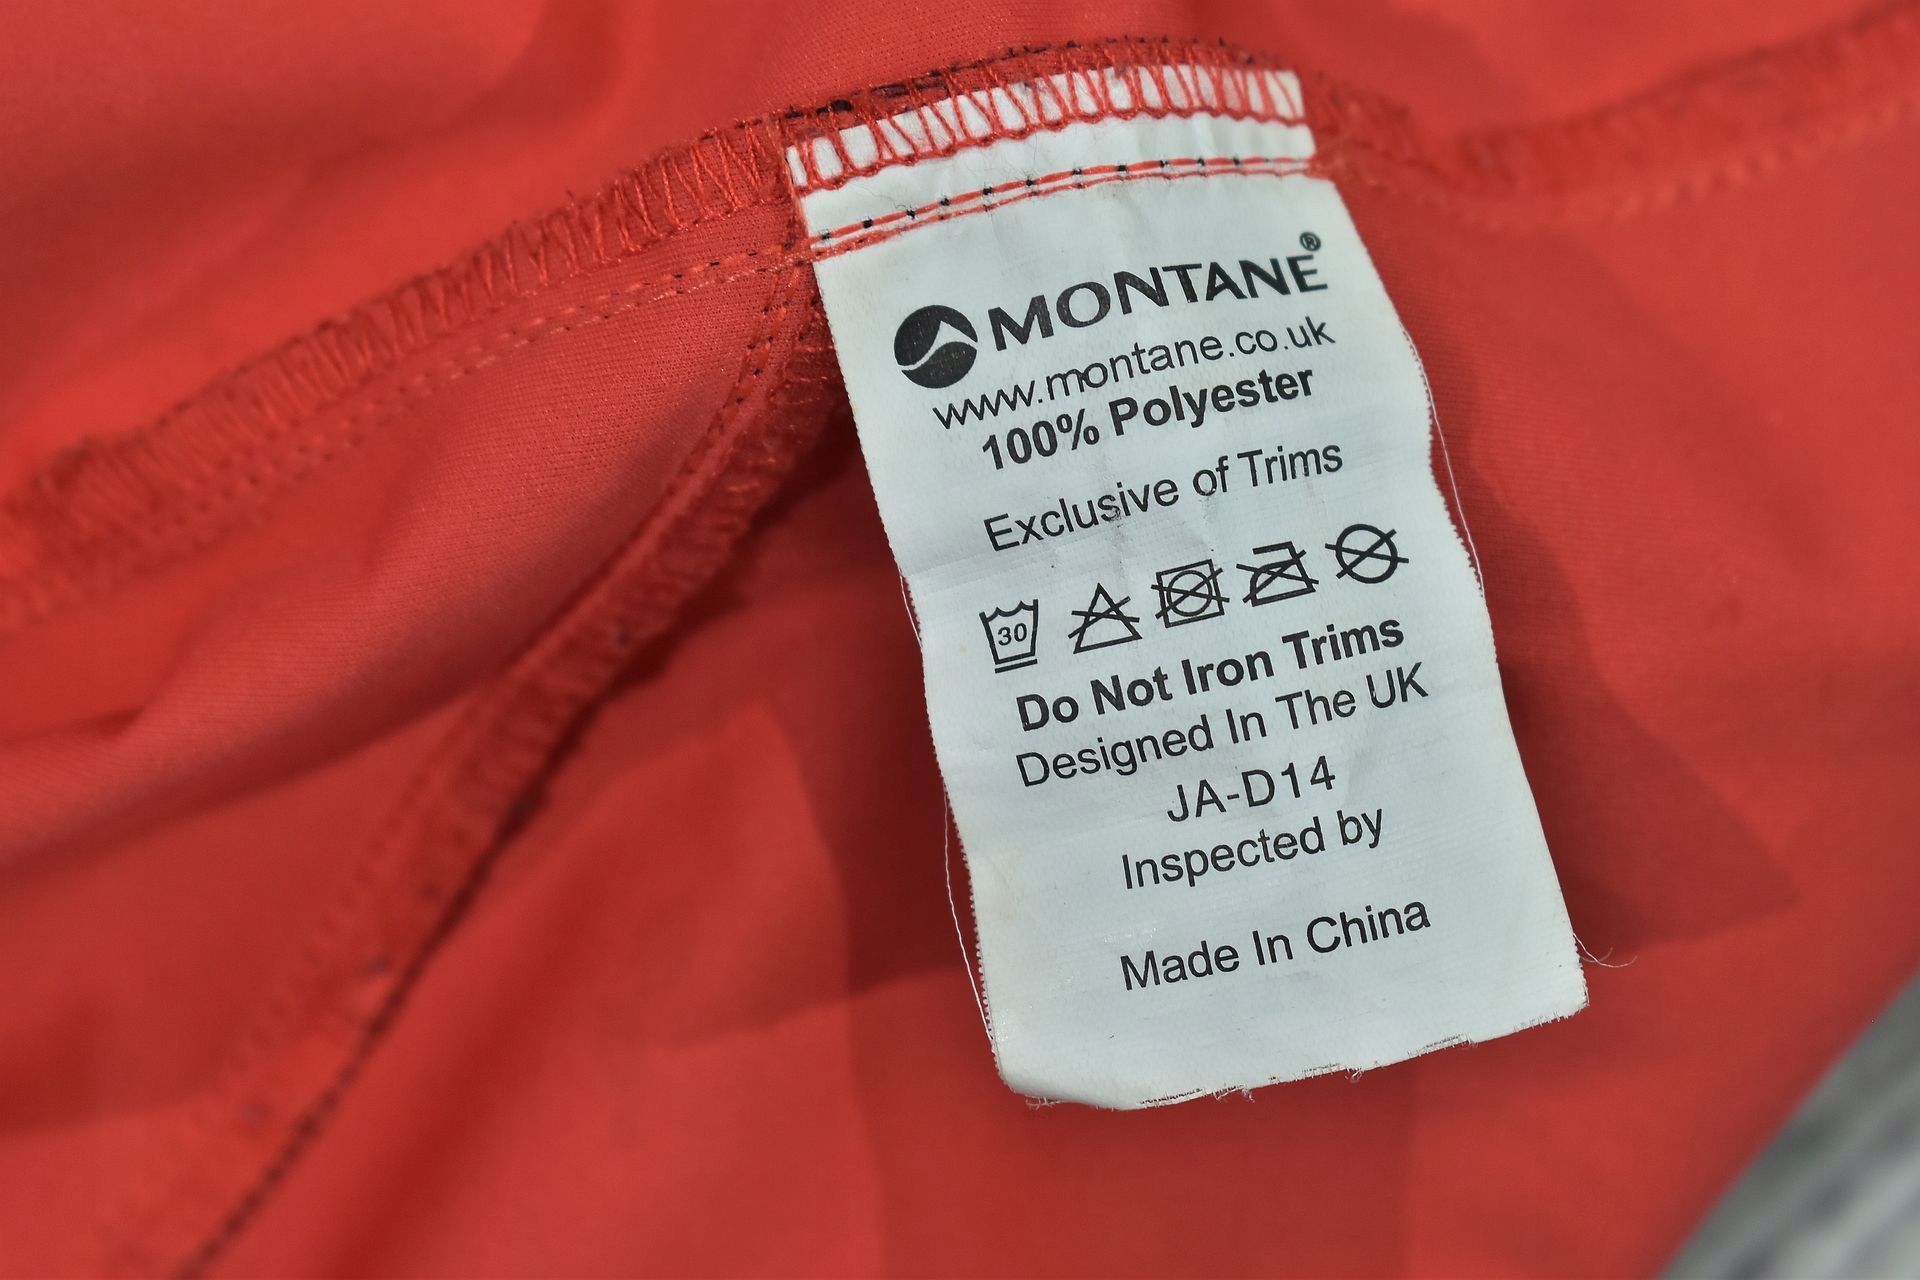 MONTANE®
www.montane.co.uk
100% Polyester
Exclusive of Trims
30
Do Not Iron Trims
Designed In The UK
JA-D14
Inspected by
Made In China